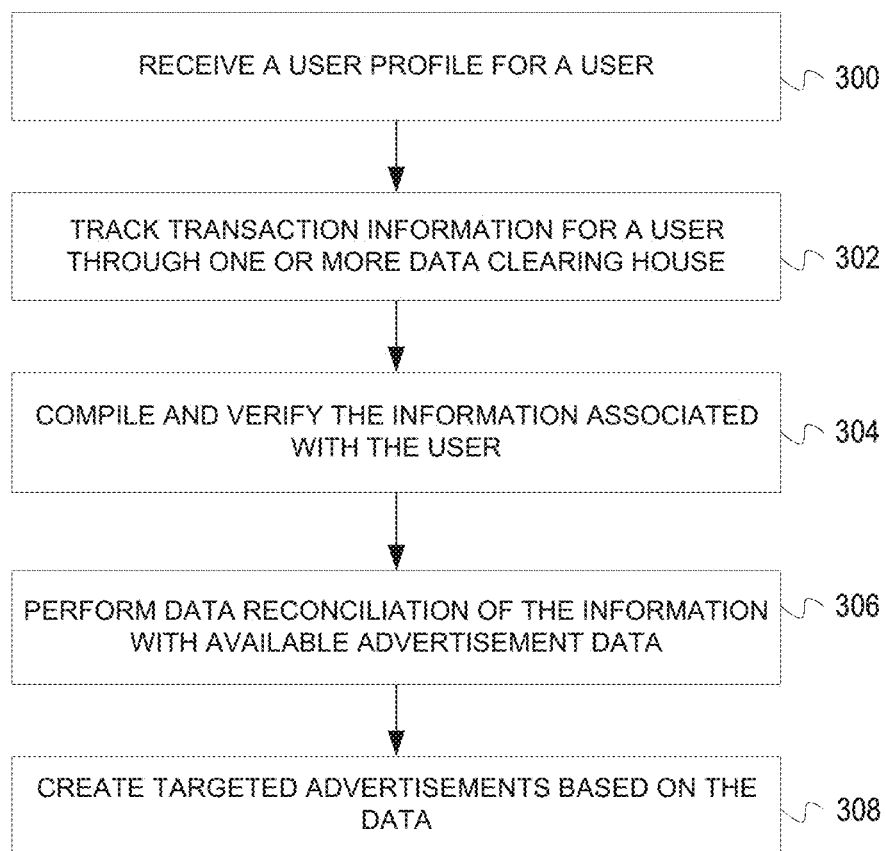 RECEIVE A USER PROFILE FOR A USER
300
TRACK TRANSACTION INFORMATION FOR A USER
THROUGH ONE OR MORE DATA CLEARING HOUSE
302
COMPILE AND VERIFY THE INFORMATION ASSOCIATED
WITH THE USER
304
PERFORM DATA RECONCILIATION OF THE INFORMATION
WITH AVAILABLE ADVERTISEMENT DATA
306
CREATE TARGETED ADVERTISEMENTS BASED ON THE
DATA
308